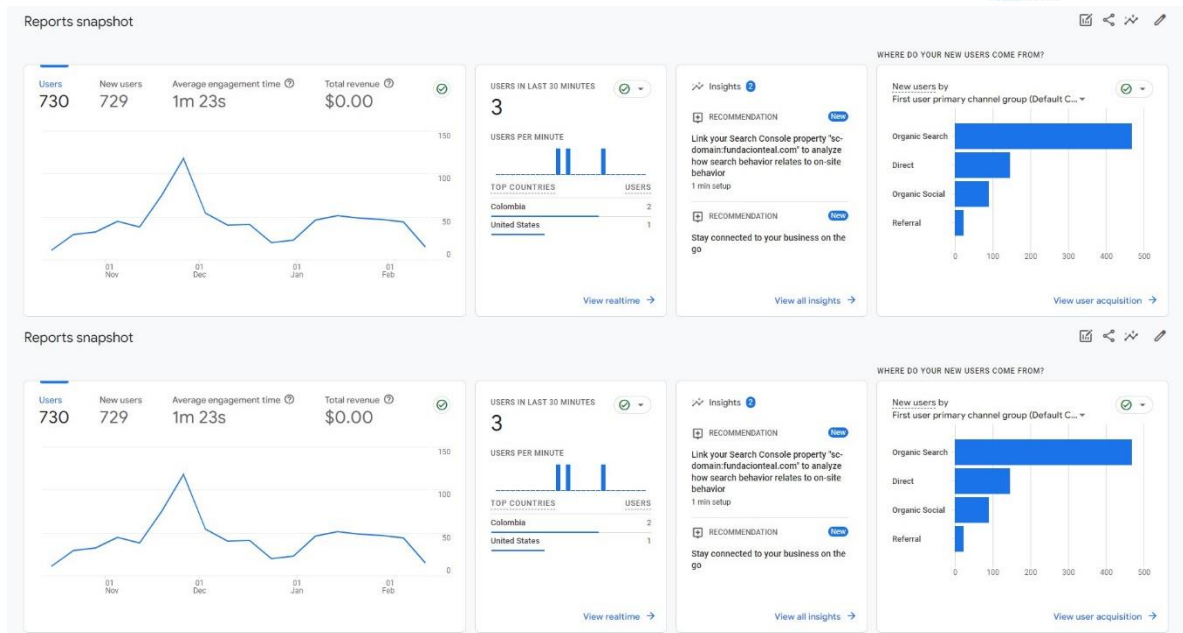 Reports snapshot
WHERE DO YOUR NEW USERS COME FROM?
Users
730
New users
729
Average engagement time
1m 23s
Total revenue
$0.00
150
100
50
0
01
Nov
01
Dec
01
Jan
01
Feb
USERS IN LAST 30 MINUTES
3
USERS PER MINUTE
TOP COUNTRIES USERS
Colombia 2
United States 1
View realtime
Insights 2
RECOMMENDATION New
Link your Search Console property "sc-
domain:fundacionteal.com" to analyze
how search behavior relates to on-site
behavior
1 min setup
RECOMMENDATION New
Stay connected to your business on the
go
View all insights
New users by
First user primary channel group (Default C...
Organic Search
Direct
Organic Social
Referral
0 100 200 300 400 500
View user acquisition
Reports snapshot
WHERE DO YOUR NEW USERS COME FROM?
Users
730
New users
729
Average engagement time
1m 23s
Total revenue
$0.00
150
100
50
0
01
Nov
01
Dec
01
Jan
01
Feb
USERS IN LAST 30 MINUTES
3
USERS PER MINUTE
TOP COUNTRIES USERS
Colombia 2
United States 1
View realtime
Insights 2
RECOMMENDATION New
Link your Search Console property "sc-
domain:fundacionteal.com" to analyze
how search behavior relates to on-site
behavior
1 min setup
RECOMMENDATION New
Stay connected to your business on the
go
View all insights
New users by
First user primary channel group (Default C...
Organic Search
Direct
Organic Social
Referral
0 100 200 300 400 500
View user acquisition